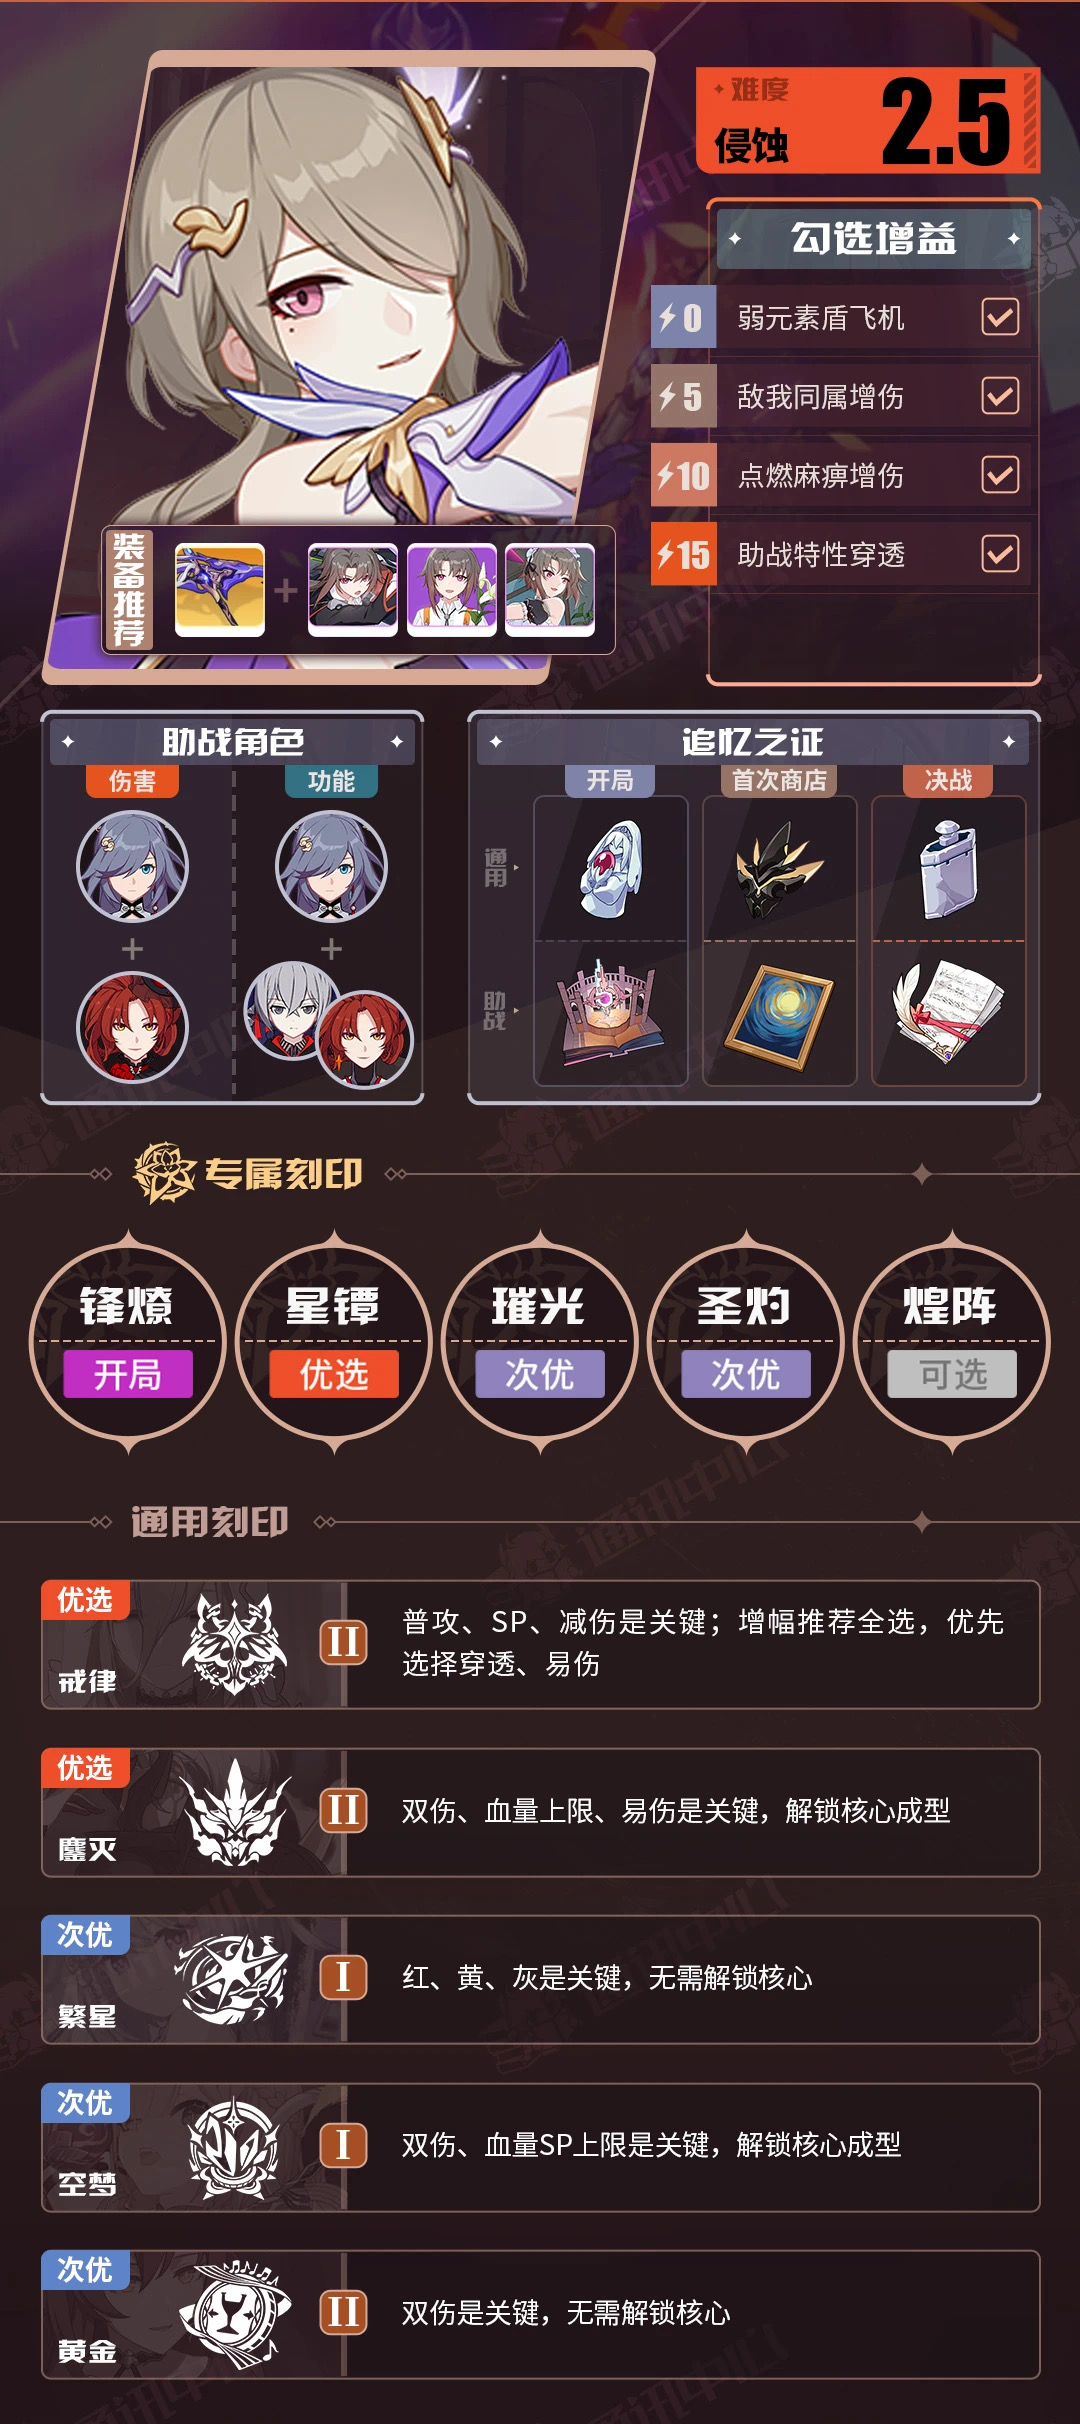 难度
侵蚀
2.5
勾选增益
0 弱元素盾飞机
5 敌我同属增伤
10 点燃麻痹增伤
15 助战特性穿透
装备推荐
助战角色
伤害
功能
追忆之证
开局
首次商店
决战
通用
助战
专属刻印
锋燎
开局
星镡
优选
璀光
次优
圣灼
次优
煌阵
可选
通用刻印
优选
戒律
II
普攻、SP、减伤是关键；增幅推荐全选，优先
选择穿透、易伤
优选
鏖灭
II
双伤、血量上限、易伤是关键，解锁核心成型
次优
繁星
I
红、黄、灰是关键，无需解锁核心
次优
空梦
I
双伤、血量SP上限是关键，解锁核心成型
次优
黄金
II
双伤是关键，无需解锁核心
通讯中心